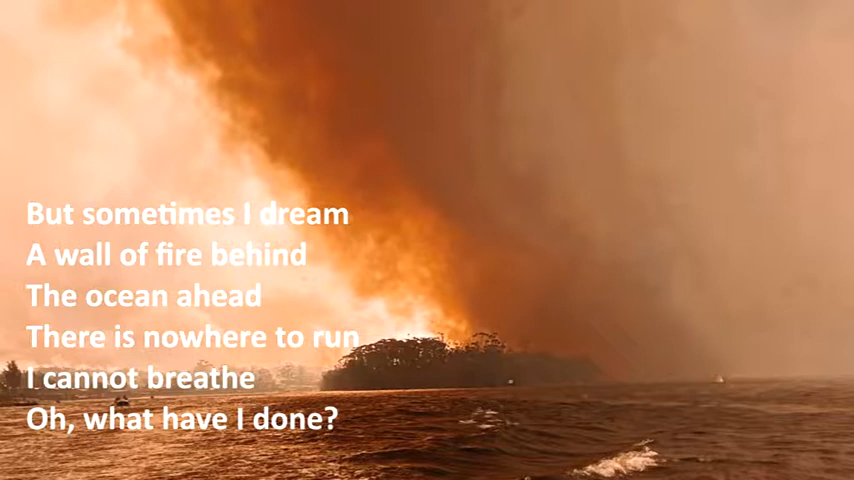 But sometimes I dream
A wall of fire behind
The ocean ahead
There is nowhere to run
I cannot breathe
Oh, what have I done?